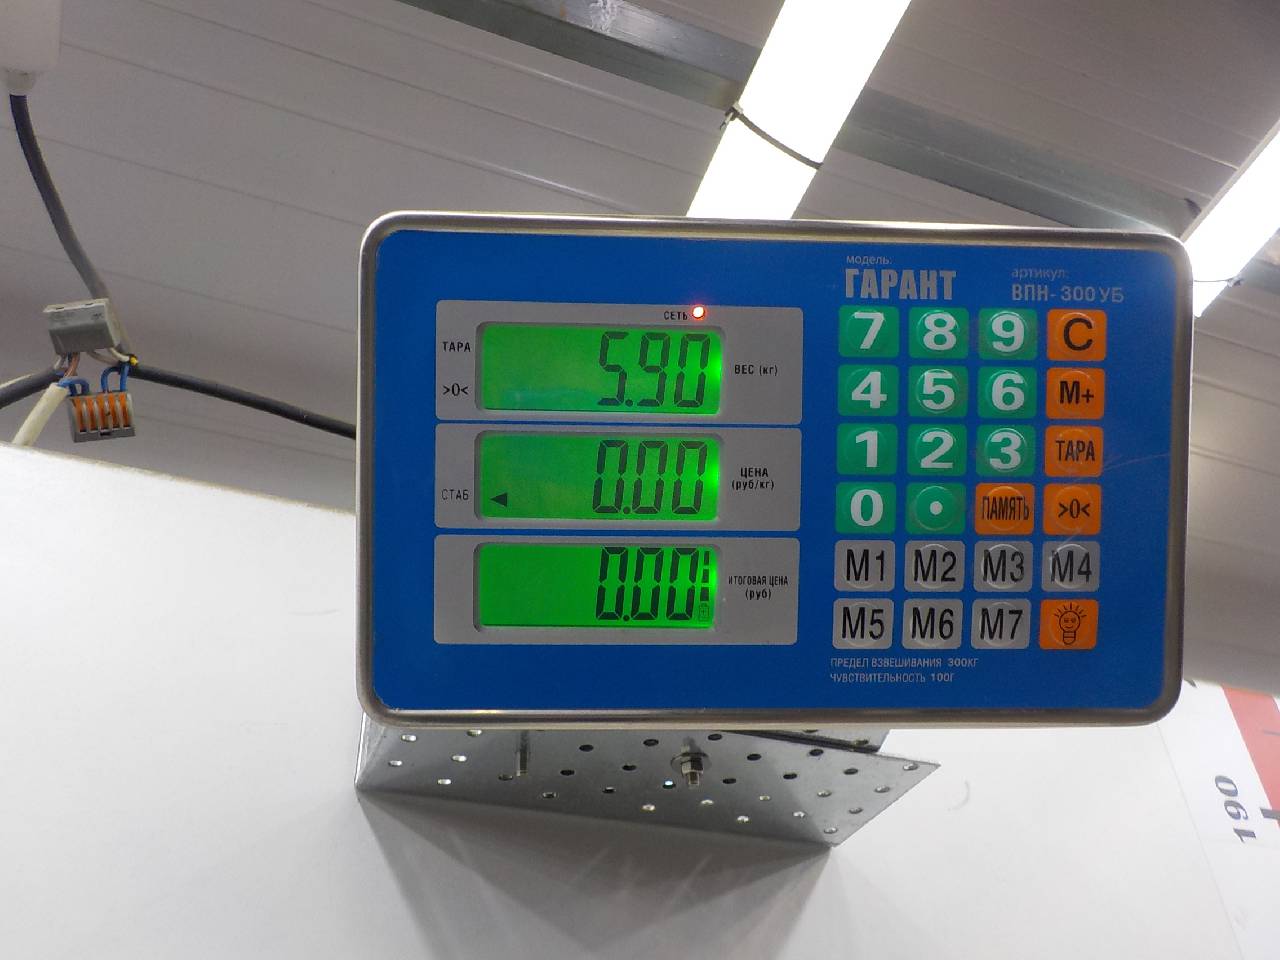 модель:
ГАРАНТ
артикул:
ВПН-300УБ
СЕТЬ
ТАРА
>0<
5.90
ВЕС (кг)
СТАБ
0.00
ЦЕНА
(руб/кг)
0.00
ИТОГОВАЯ ЦЕНА
(руб)
7 8 9 C
4 5 6 M+
1 2 3 ТАРА
0 • ПАМЯТЬ >0<
M1 M2 M3 M4
M5 M6 M7
ПРЕДЕЛ ВЗВЕШИВАНИЯ 300КГ
ЧУВСТВИТЕЛЬНОСТЬ 100Г
190